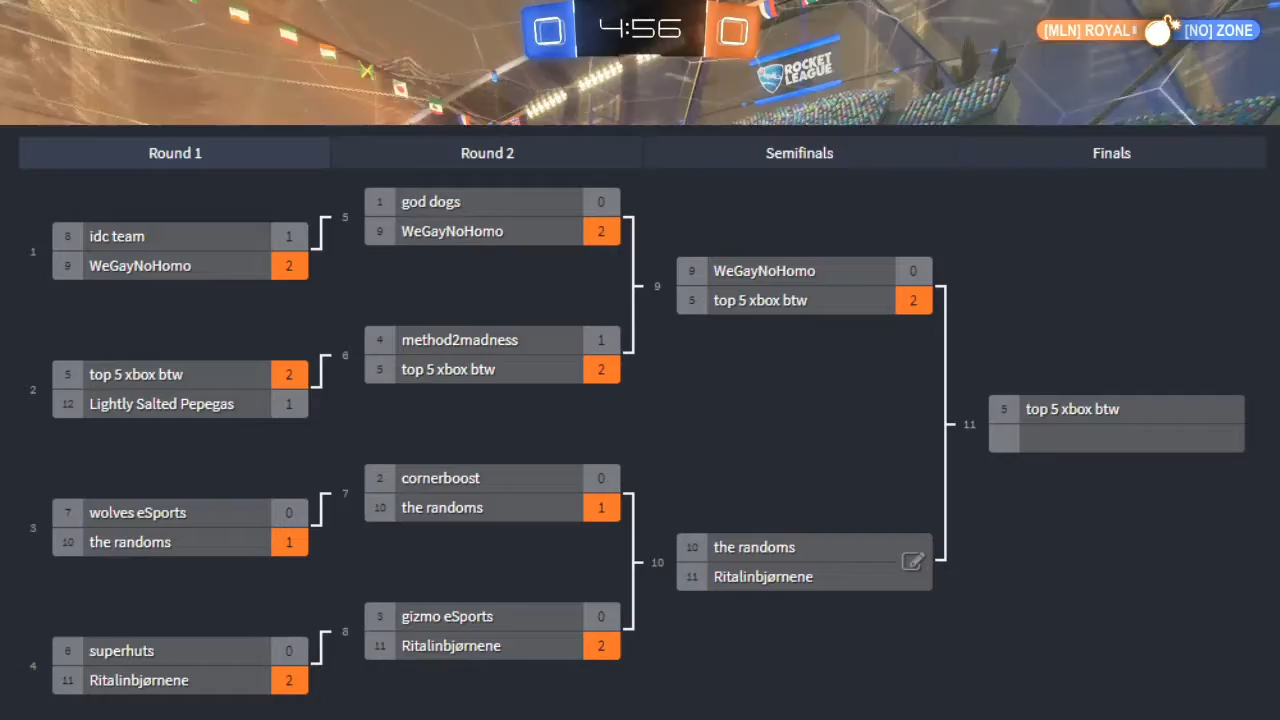 0 4:56 0
[MLN] ROYAL [NO] ZONE
ROCKET
LEAGUE
Round 1 Round 2 Semifinals Finals
1
8 idc team 1
9 WeGayNoHomo 2
2
5 top 5 xbox btw 2
12 Lightly Salted Pepegas 1
3
7 wolves eSports 0
10 the randoms 1
4
6 superhuts 0
11 Ritalinbjørnene 2
5
1 god dogs 0
9 WeGayNoHomo 2
6
4 method2madness 1
5 top 5 xbox btw 2
7
2 cornerboost 0
10 the randoms 1
8
3 gizmo eSports 0
11 Ritalinbjørnene 2
9
9 WeGayNoHomo 0
5 top 5 xbox btw 2
10
10 the randoms
11 Ritalinbjørnene
11
5 top 5 xbox btw